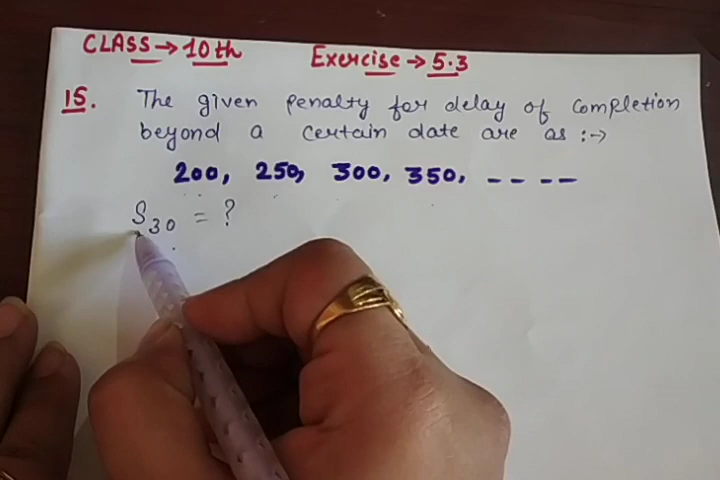 CLASS → 10th Exercise → 5.3
15. The given penalty for delay of completion
beyond a certain date are as :→
200, 250, 300, 350, ----
S30 = ?